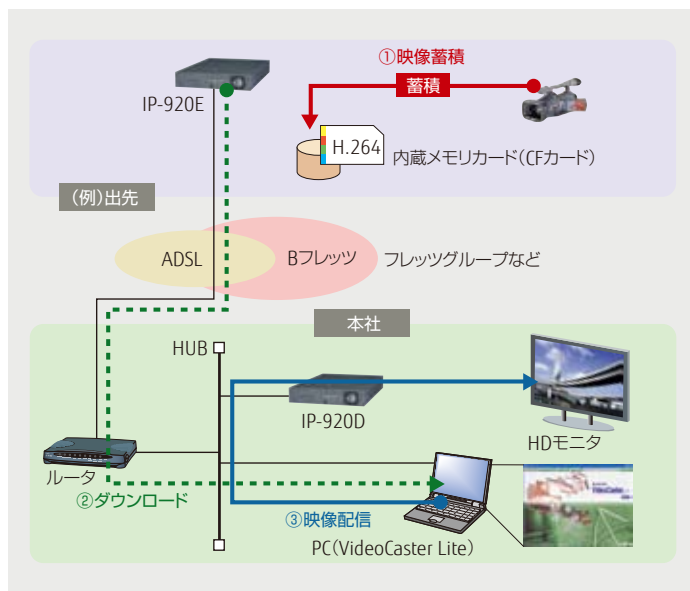 ①映像蓄積
蓄積
IP-920E
H.264
内蔵メモリカード（CFカード）
（例）出先
ADSL
Bフレッツ
フレッツグループなど
本社
HUB
IP-920D
HDモニタ
ルータ
②ダウンロード
③映像配信
PC（VideoCaster Lite）
VideoCaster